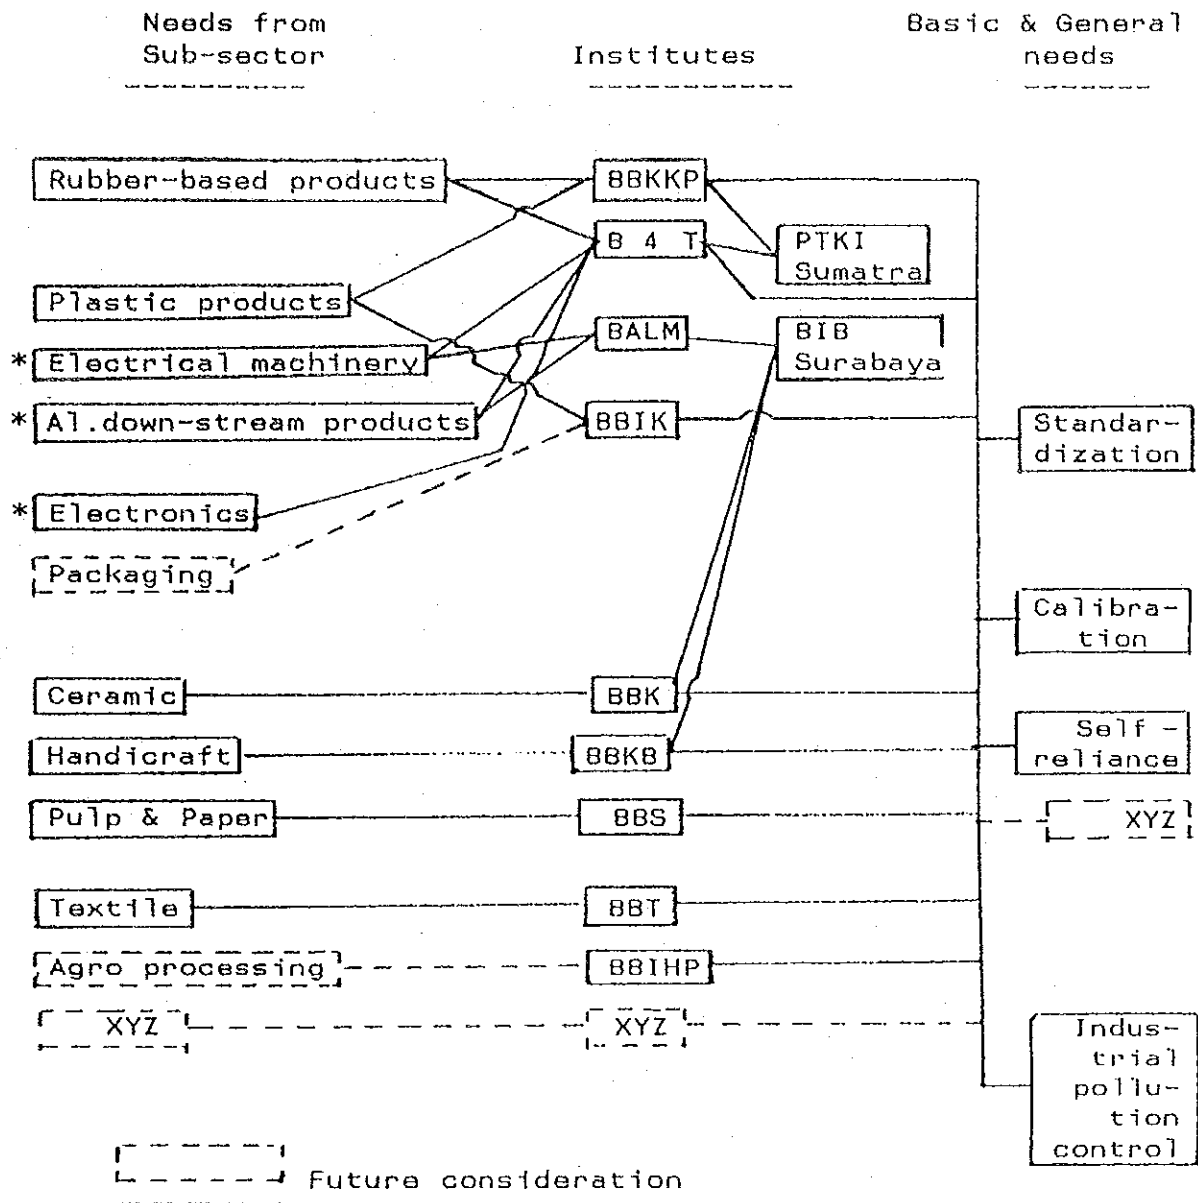 Needs from
Sub-sector
Institutes
Basic & General
needs
Rubber-based products
BBKKP
B 4 T
PTKI
Sumatra
Plastic products
BALM
BIB
Surabaya
* Electrical machinery
* Al.down-stream products
BBIK
Standar-
dization
* Electronics
Packaging
Calibra-
tion
Ceramic
BBK
Self -
reliance
Handicraft
BBKB
Pulp & Paper
BBS
XYZ
Textile
BBT
Agro processing
BBIHP
XYZ
XYZ
Indus-
trial
pollu-
tion
control
Future consideration